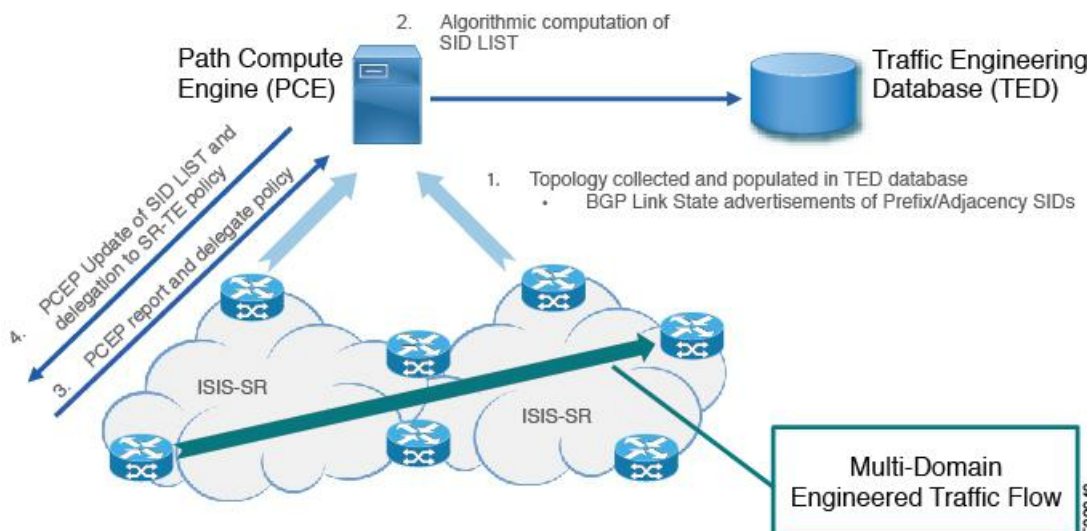 2. Algorithmic computation of
SID LIST
Path Compute
Engine (PCE)
Traffic Engineering
Database (TED)
1. Topology collected and populated in TED database
• BGP Link State advertisements of Prefix/Adjacency SIDs
4. PCEP Update of SID LIST and
delegation to SR-TE policy
3. PCEP report and delegate policy
ISIS-SR
ISIS-SR
Multi-Domain
Engineered Traffic Flow